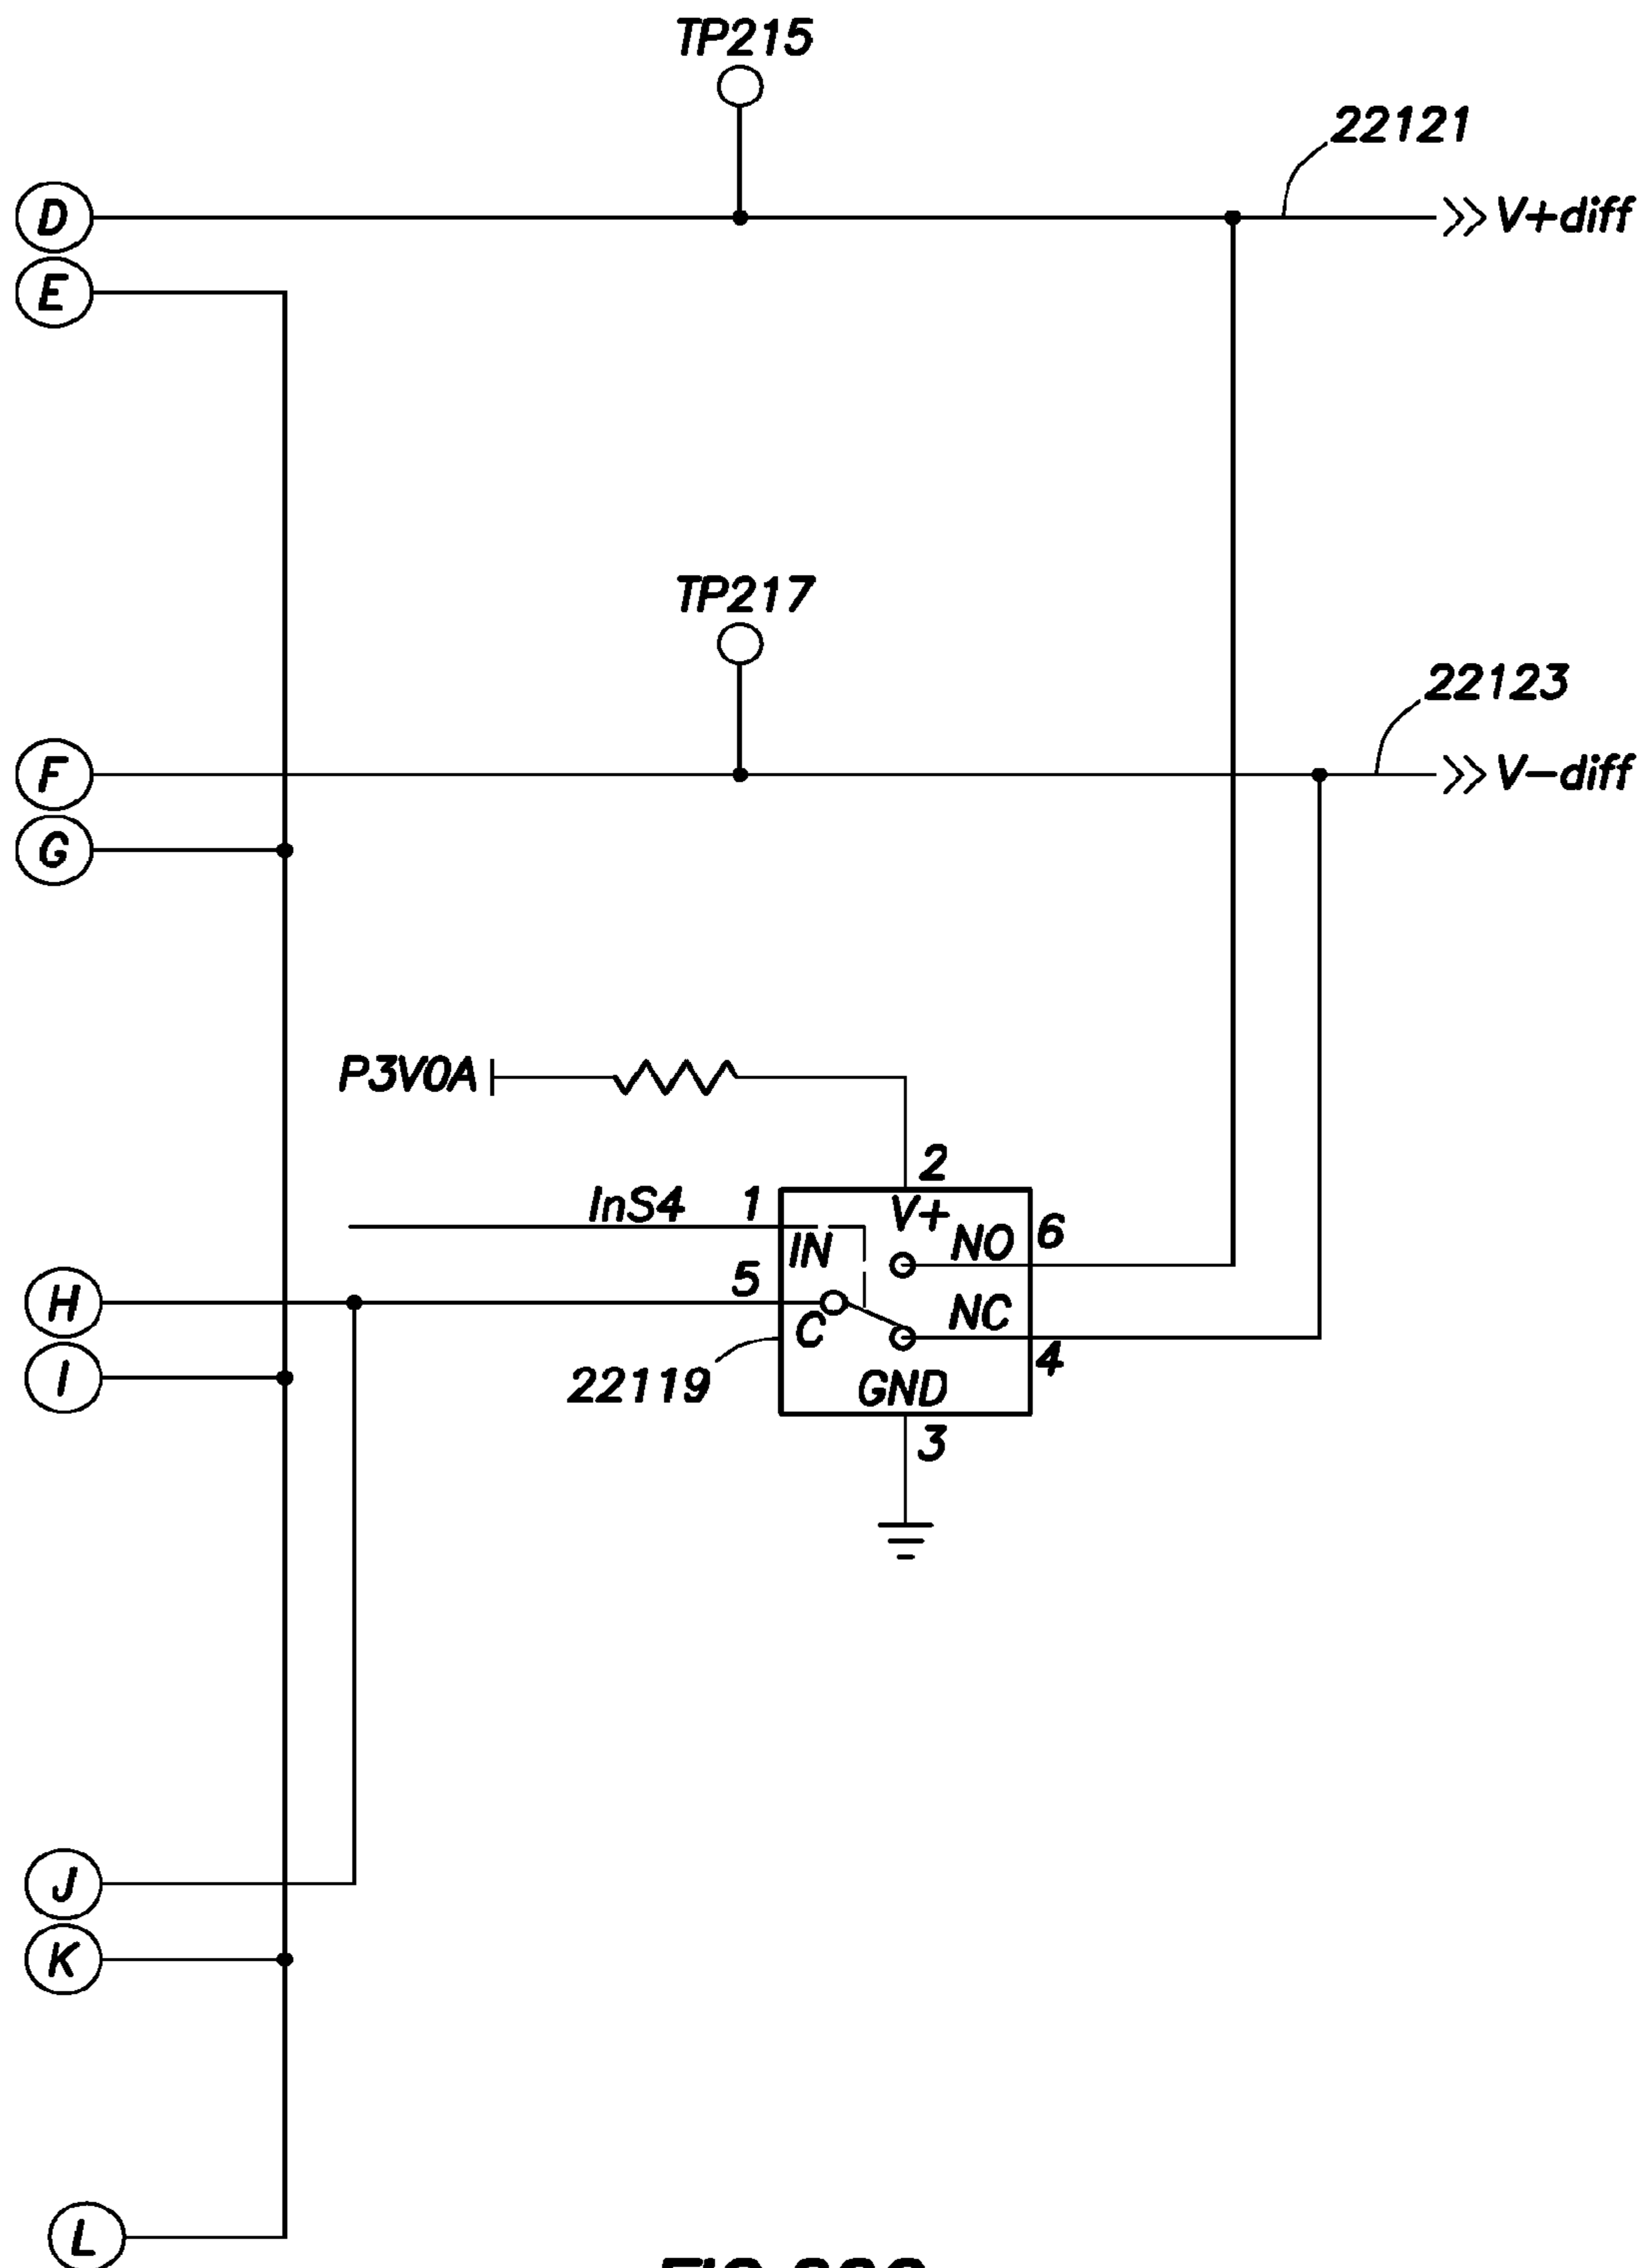 TP215
22121
D
V+diff
E
TP217
22123
F
V-diff
G
P3V0A
2
InS4
1
V+
NO
6
IN
5
H
C
NC
4
22119
I
GND
3
J
K
L